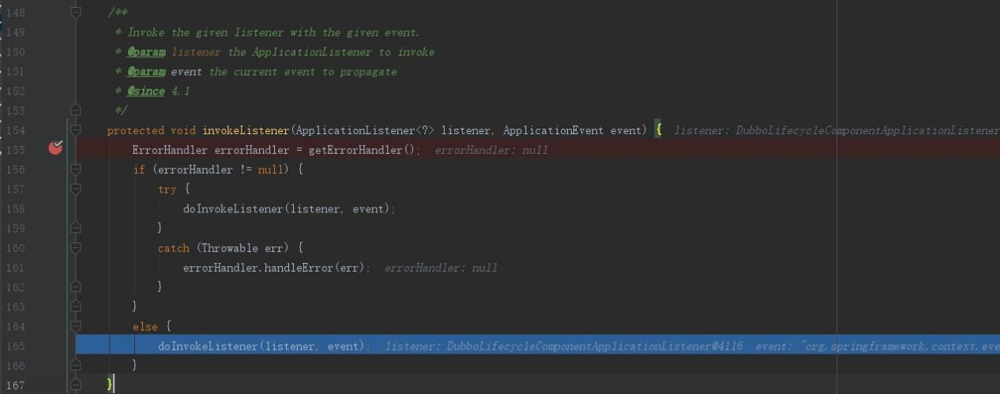 148 /**
149 * Invoke the given listener with the given event.
150 * @param listener the ApplicationListener to invoke
151 * @param event the current event to propagate
152 * @since 4.1
153 */
154 protected void invokeListener(ApplicationListener<?> listener, ApplicationEvent event) { listener: DubboLifecycleComponentApplicationListener
155 ErrorHandler errorHandler = getErrorHandler(); errorHandler: null
156 if (errorHandler != null) {
157 try {
158 doInvokeListener(listener, event);
159 }
160 catch (Throwable err) {
161 errorHandler.handleError(err); errorHandler: null
162 }
163 }
164 else {
165 doInvokeListener(listener, event); listener: DubboLifecycleComponentApplicationListener@4116 event: "org.springframework.context.eve
166 }
167 }